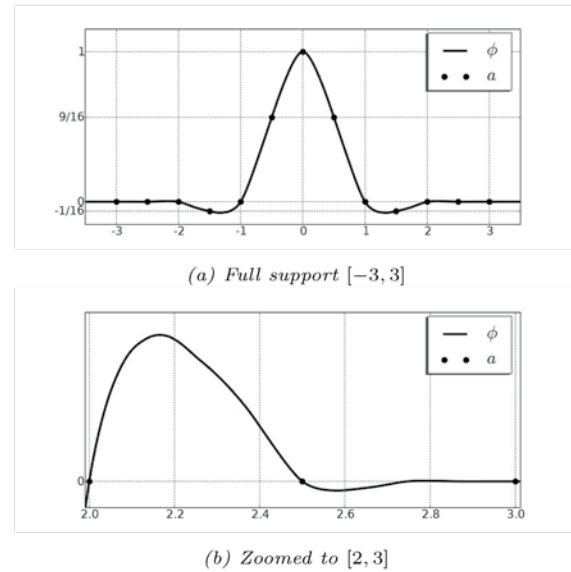 1
9/16
0
-1/16
-3 -2 -1 0 1 2 3
ϕ
a
(a) Full support [−3, 3]
0
2.0 2.2 2.4 2.6 2.8 3.0
ϕ
a
(b) Zoomed to [2, 3]